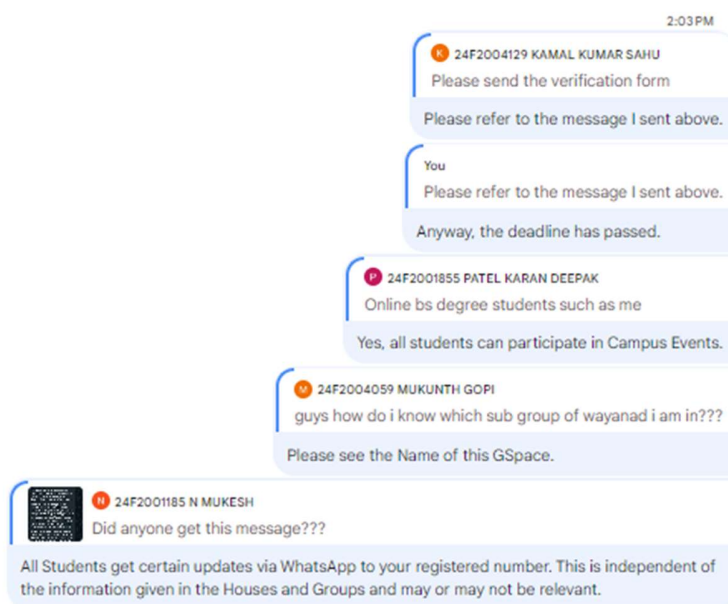 2:03 PM
K 24F2004129 KAMAL KUMAR SAHU
Please send the verification form
Please refer to the message I sent above.
You
Please refer to the message I sent above.
Anyway, the deadline has passed.
P 24F2001855 PATEL KARAN DEEPAK
Online bs degree students such as me
Yes, all students can participate in Campus Events.
M 24F2004059 MUKUNTH GOPI
guys how do i know which sub group of wayanad i am in???
Please see the Name of this GSpace.
N 24F2001185 N MUKESH
Did anyone get this message???
All Students get certain updates via WhatsApp to your registered number. This is independent of
the information given in the Houses and Groups and may or may not be relevant.